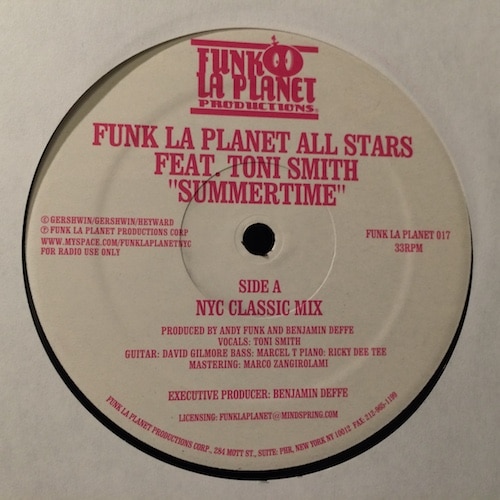 FUNK
LA PLANET
PRODUCTIONS
FUNK LA PLANET ALL STARS
FEAT. TONI SMITH
"SUMMERTIME"
© GERSHWIN/GERSHWIN/HEYWARD
℗ FUNK LA PLANET PRODUCTIONS CORP
WWW.MYSPACE.COM/FUNKLAPLANETNYC
FOR RADIO USE ONLY
FUNK LA PLANET 017
33RPM
SIDE A
NYC CLASSIC MIX
PRODUCED BY ANDY FUNK AND BENJAMIN DEFFE
VOCALS: TONI SMITH
GUITAR: DAVID GILMORE BASS: MARCEL T PIANO: RICKY DEE TEE
MASTERING: MARCO ZANGIROLAMI
EXECUTIVE PRODUCER: BENJAMIN DEFFE
LICENSING: FUNKLAPLANET@MINDSPRING.COM
FUNK LA PLANET PRODUCTIONS CORP., 284 MOTT ST., SUITE: PHR, NEW YORK NY 10012 FAX: 212-965-1199